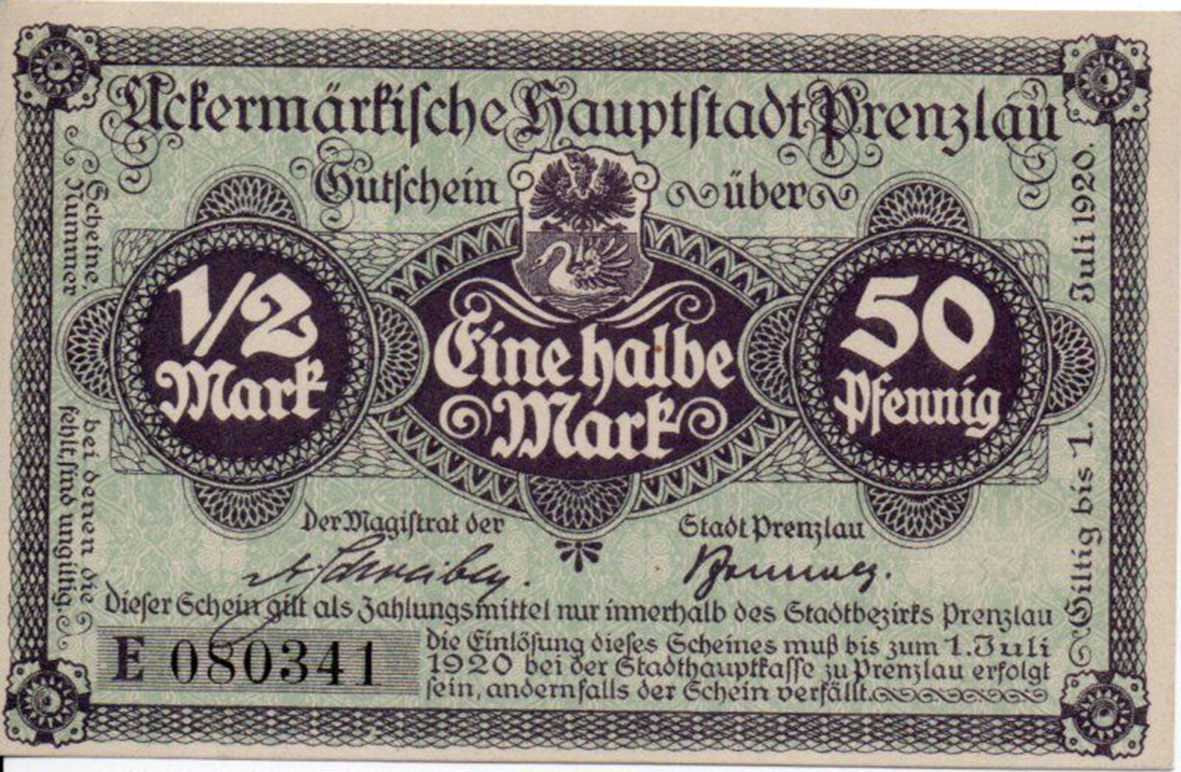 Uckermärkische Hauptstadt Prenzlau
Gutschein über
1/2
Mark
Eine halbe
Mark
50
Pfennig
Scheine, bei denen die
Nummer fehlt, sind ungiltig.
Giltig bis 1. Juli 1920.
Der Magistrat der Stadt Prenzlau
Dieser Schein gilt als Zahlungsmittel nur innerhalb des Stadtbezirks Prenzlau
E 080341
Die Einlösung dieses Scheines muß bis zum 1. Juli
1920 bei der Stadthauptkasse zu Prenzlau erfolgt
sein, andernfalls der Schein verfällt.